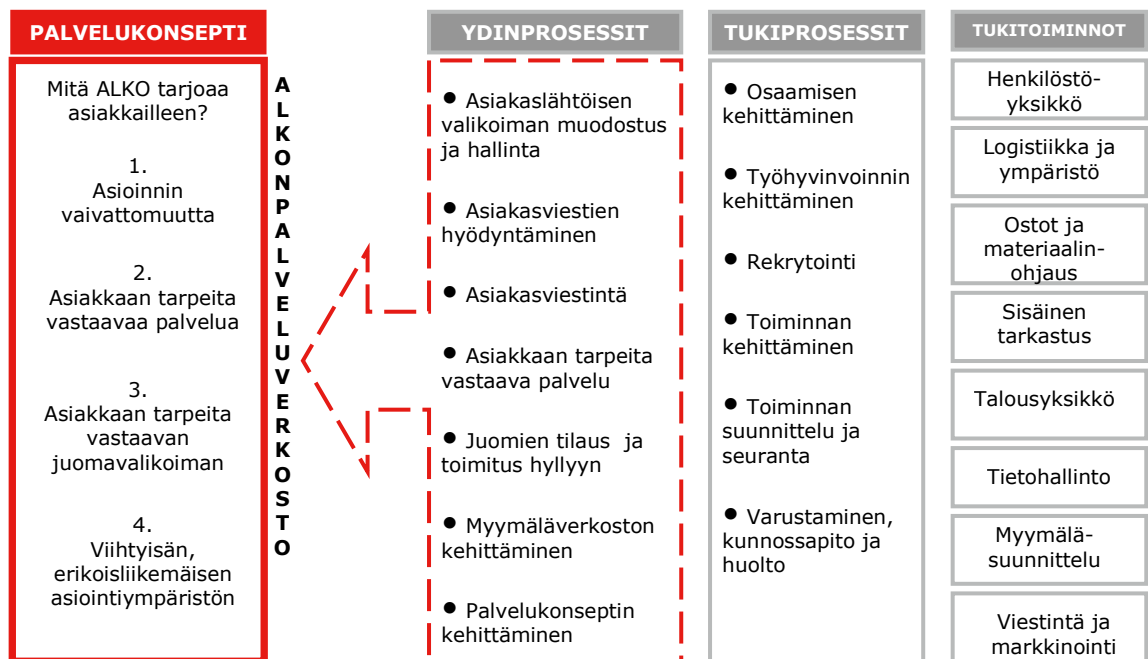 PALVELUKONSEPTI
Mitä ALKO tarjoaa
asiakkailleen?
1.
Asioinnin
vaivattomuutta
2.
Asiakkaan tarpeita
vastaavaa palvelua
3.
Asiakkaan tarpeita
vastaavan
juomavalikoiman
4.
Viihtyisän,
erikoisliikemäisen
asiointiympäristön
A
L
K
O
N
P
A
L
V
E
L
U
V
E
R
K
O
S
T
O
YDINPROSESSIT
● Asiakaslähtöisen
valikoiman muodostus
ja hallinta
● Asiakasviestien
hyödyntäminen
● Asiakasviestintä
● Asiakkaan tarpeita
vastaava palvelu
● Juomien tilaus ja
toimitus hyllyyn
● Myymäläverkoston
kehittäminen
● Palvelukonseptin
kehittäminen
TUKIPROSESSIT
● Osaamisen
kehittäminen
● Työhyvinvoinnin
kehittäminen
● Rekrytointi
● Toiminnan
kehittäminen
● Toiminnan
suunnittelu ja
seuranta
● Varustaminen,
kunnossapito ja
huolto
TUKITOIMINNOT
Henkilöstö-
yksikkö
Logistiikka ja
ympäristö
Ostot ja
materiaalin-
ohjaus
Sisäinen
tarkastus
Talousyksikkö
Tietohallinto
Myymälä-
suunnittelu
Viestintä ja
markkinointi